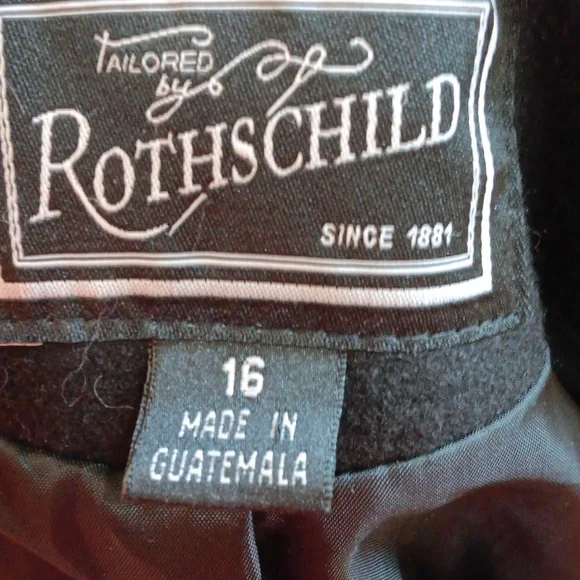 TAILORED
by
ROTHSCHILD
SINCE 1881
16
MADE IN
GUATEMALA